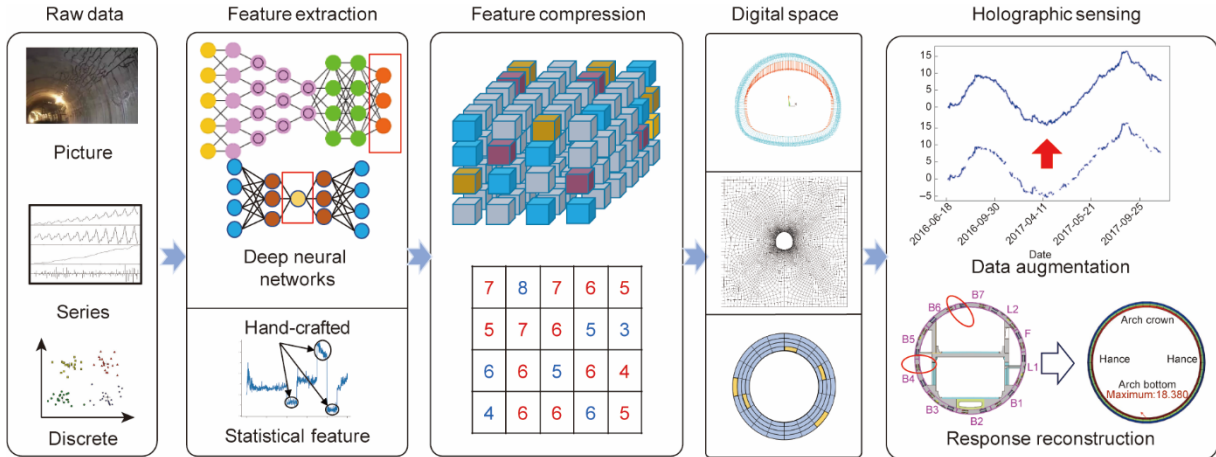 Raw data
Feature extraction
Feature compression
Digital space
Holographic sensing
Picture
Series
Discrete
Deep neural
networks
Hand-crafted
Statistical feature
7 8 7 6 5
5 7 6 5 3
6 6 5 6 4
4 6 6 6 5
15
10
5
0
15
10
5
0
−5
2016-06-18
2016-09-30
2017-04-11
2017-05-21
2017-09-25
Date
Data augmentation
B7
B6
L2
B5
F
L1
B4
B3
B1
B2
Arch crown
Hance
Hance
Arch bottom
Maximum:18.380
Response reconstruction